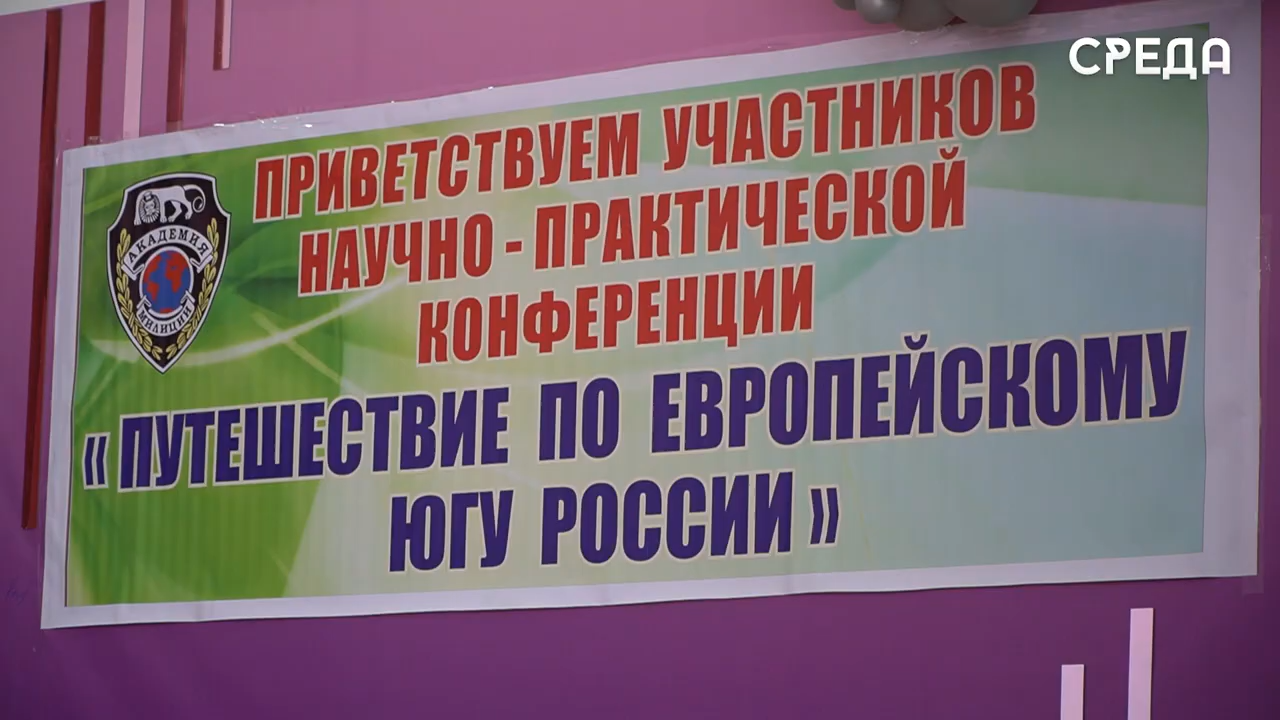 СРЕДА
ПРИВЕТСТВУЕМ УЧАСТНИКОВ
НАУЧНО - ПРАКТИЧЕСКОЙ
КОНФЕРЕНЦИИ
« ПУТЕШЕСТВИЕ ПО ЕВРОПЕЙСКОМУ
ЮГУ РОССИИ »
АКАДЕМИЯ
МИЛИЦИИ